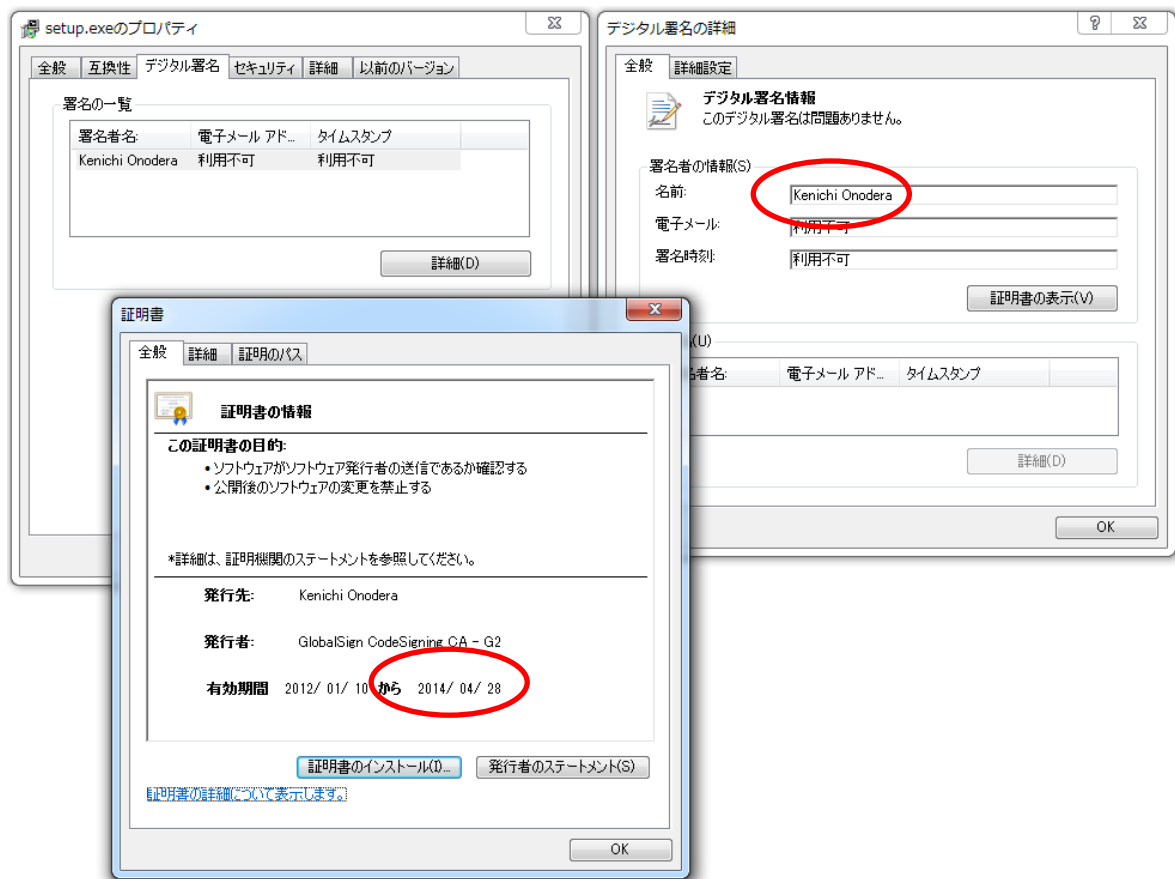 setup.exeのプロパティ
全般 互換性 デジタル署名 セキュリティ 詳細 以前のバージョン
署名の一覧
署名者名: 電子メール アド... タイムスタンプ
Kenichi Onodera 利用不可 利用不可
詳細(D)
デジタル署名の詳細
全般 詳細設定
デジタル署名情報
このデジタル署名は問題ありません。
署名者の情報(S)
名前: Kenichi Onodera
電子メール: 利用不可
署名時刻: 利用不可
証明書の表示(V)
(U)
者名: 電子メール アド... タイムスタンプ
詳細(D)
OK
証明書
全般 詳細 証明のパス
証明書の情報
この証明書の目的:
• ソフトウェアがソフトウェア発行者の送信であるか確認する
• 公開後のソフトウェアの変更を禁止する
*詳細は、証明機関のステートメントを参照してください。
発行先: Kenichi Onodera
発行者: GlobalSign CodeSigning CA - G2
有効期間 2012/ 01/ 10 から 2014/ 04/ 28
証明書のインストール(I)... 発行者のステートメント(S)
証明書の詳細について表示します。
OK